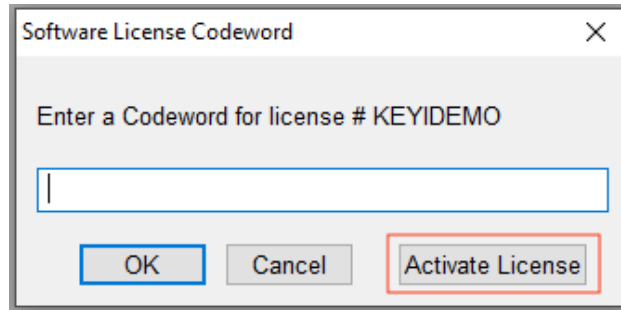 Software License Codeword
Enter a Codeword for license # KEYIDEMO
OK Cancel Activate License